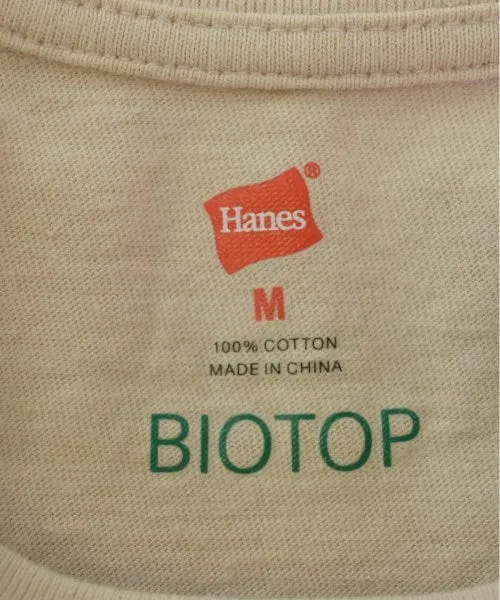 Hanes®
M
100% COTTON
MADE IN CHINA
BIOTOP